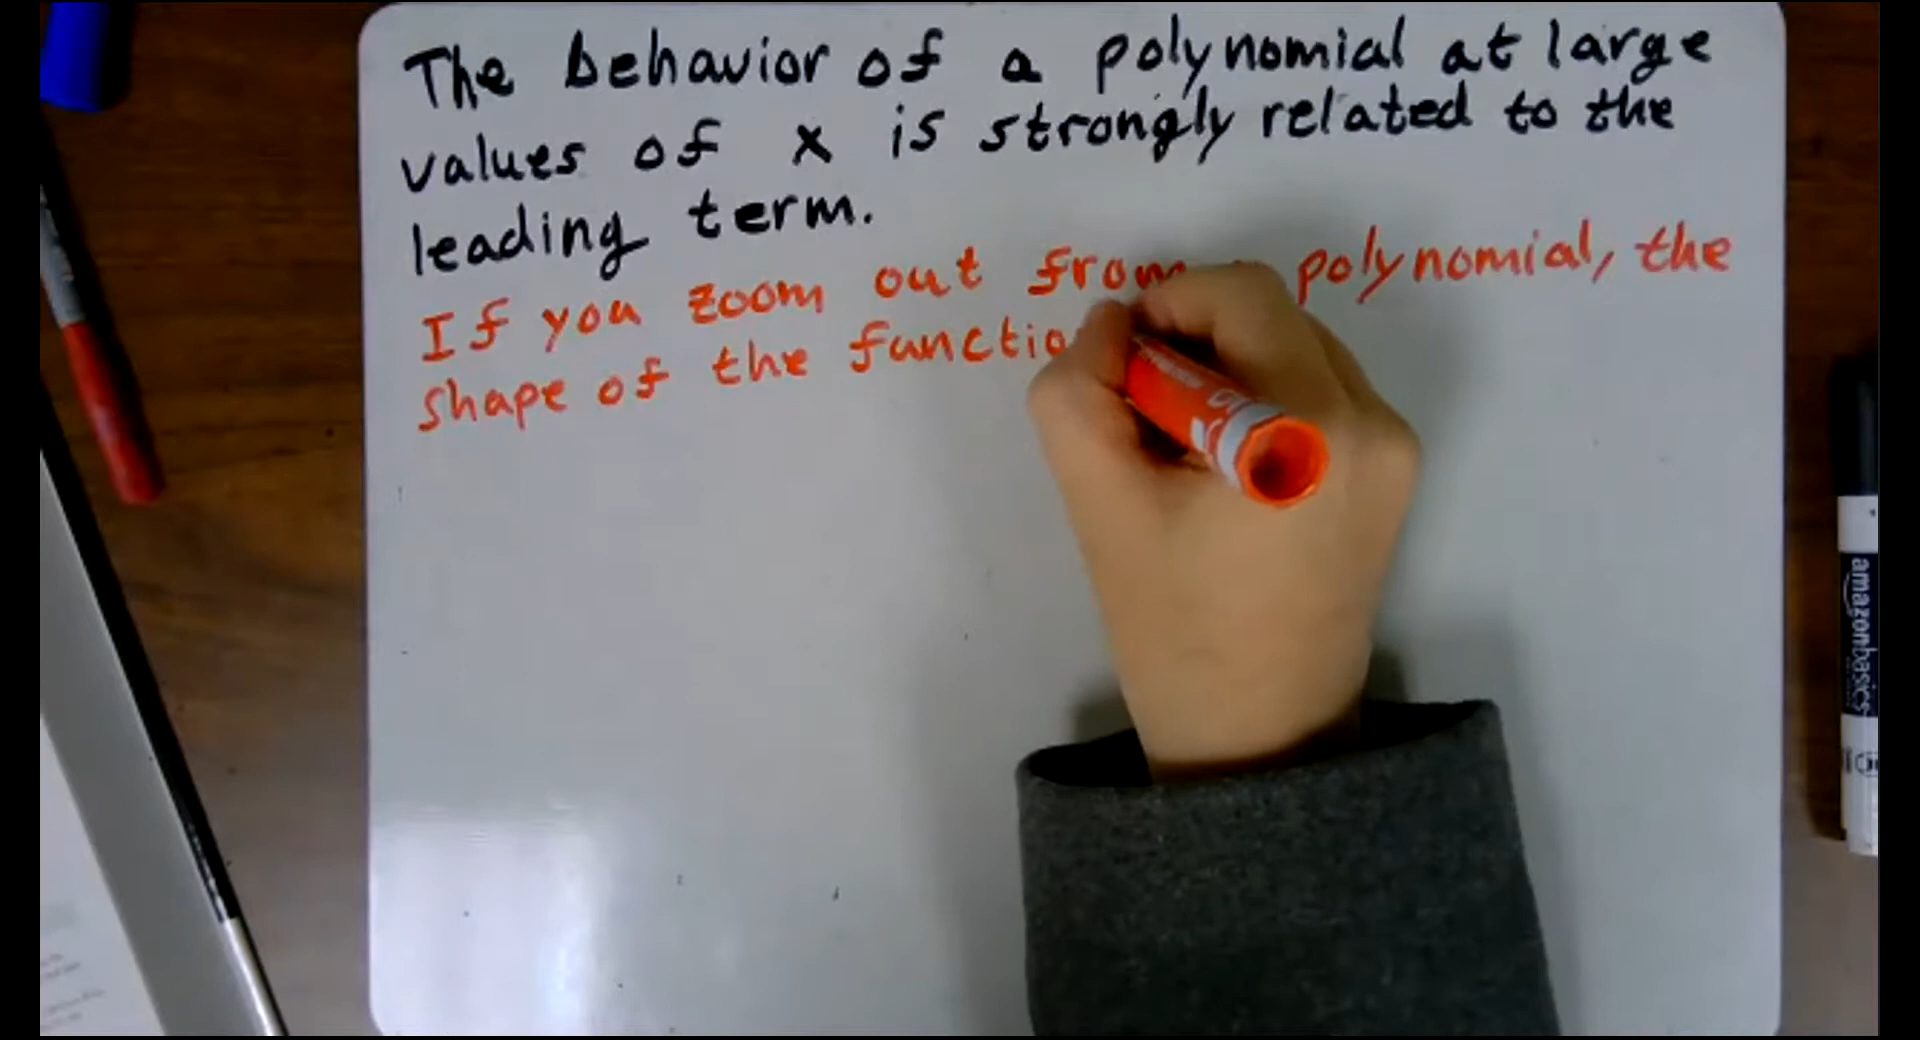 The behavior of a polynomial at large
values of x is strongly related to the
leading term.
If you zoom out from polynomial, the
shape of the functio
amazonbasics